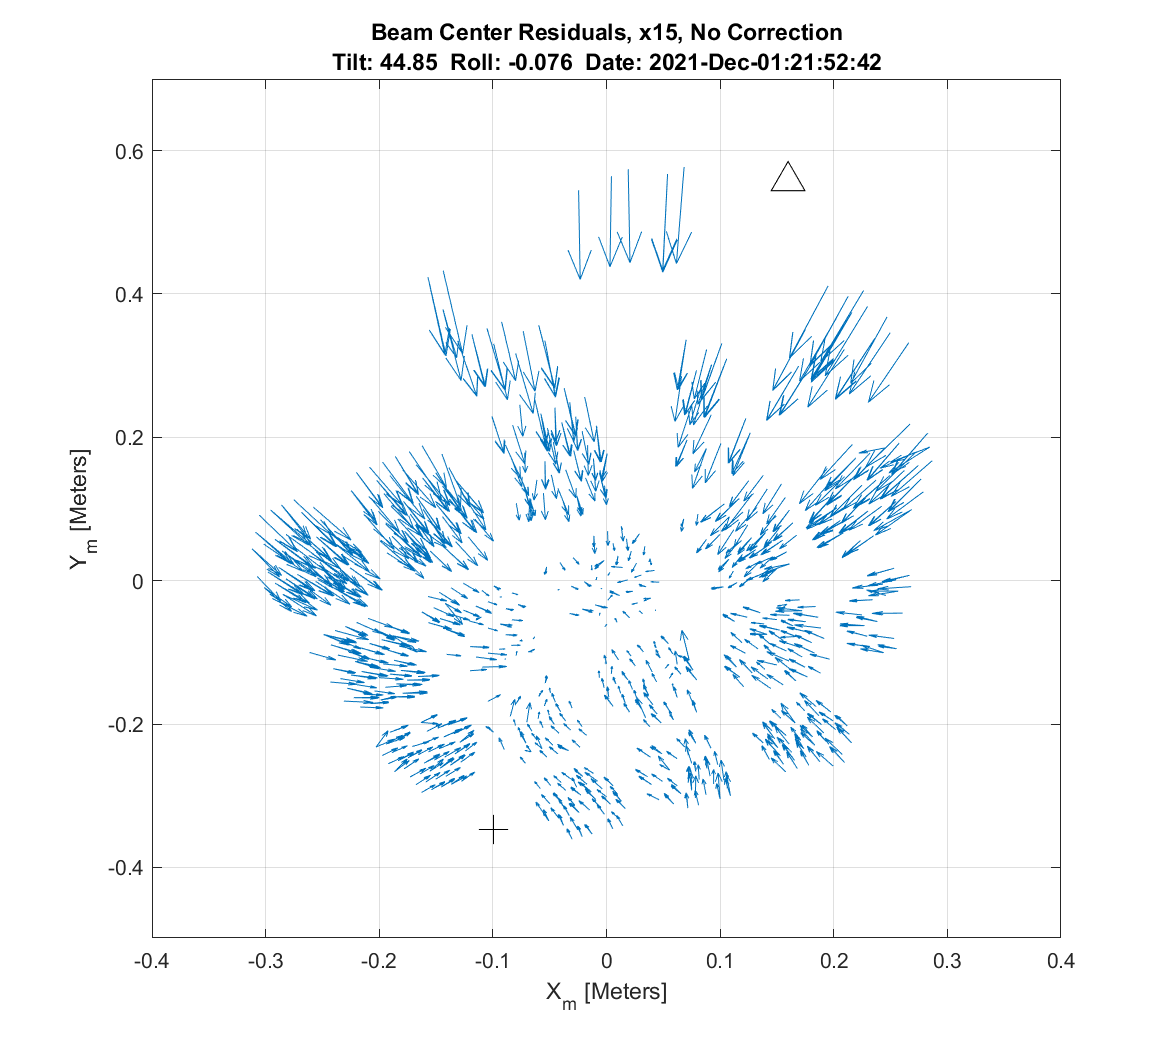 Beam Center Residuals, x15, No Correction
Tilt: 44.85 Roll: -0.076 Date: 2021-Dec-01:21:52:42
0.6
0.4
0.2
0
-0.2
-0.4
Y_m [Meters]
-0.4 -0.3 -0.2 -0.1 0 0.1 0.2 0.3 0.4
X_m [Meters]